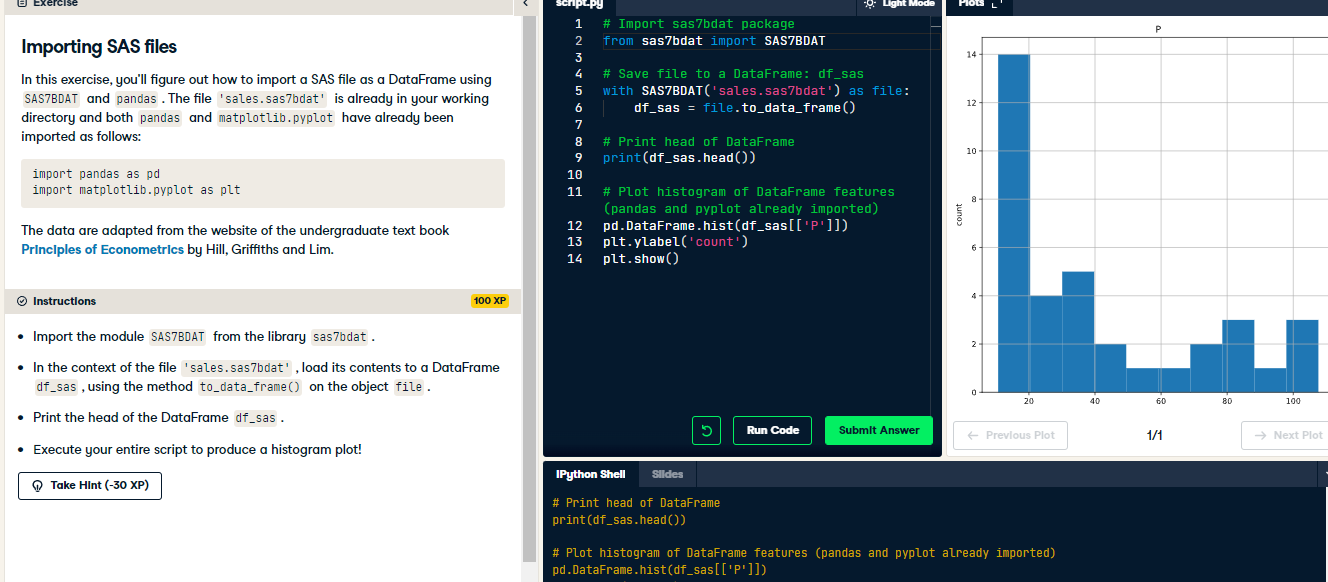 Exercise
Importing SAS files
In this exercise, you'll figure out how to import a SAS file as a DataFrame using
SAS7BDAT and pandas . The file 'sales.sas7bdat' is already in your working
directory and both pandas and matplotlib.pyplot have already been
imported as follows:
import pandas as pd
import matplotlib.pyplot as plt
The data are adapted from the website of the undergraduate text book
Principles of Econometrics by Hill, Griffiths and Lim.
Instructions
100 XP
Import the module SAS7BDAT from the library sas7bdat .
In the context of the file 'sales.sas7bdat' , load its contents to a DataFrame
df_sas , using the method to_data_frame() on the object file .
Print the head of the DataFrame df_sas .
Execute your entire script to produce a histogram plot!
Take Hint (-30 XP)
script.py
Light Mode
1 # Import sas7bdat package
2 from sas7bdat import SAS7BDAT
3
4 # Save file to a DataFrame: df_sas
5 with SAS7BDAT('sales.sas7bdat') as file:
6     df_sas = file.to_data_frame()
7
8 # Print head of DataFrame
9 print(df_sas.head())
10
11 # Plot histogram of DataFrame features
(pandas and pyplot already imported)
12 pd.DataFrame.hist(df_sas[['P']])
13 plt.ylabel('count')
14 plt.show()
Run Code
Submit Answer
Plots
P
14
12
10
8
6
4
2
0
count
20 40 60 80 100
Previous Plot
1/1
Next Plot
IPython Shell
Slides
# Print head of DataFrame
print(df_sas.head())
# Plot histogram of DataFrame features (pandas and pyplot already imported)
pd.DataFrame.hist(df_sas[['P']])